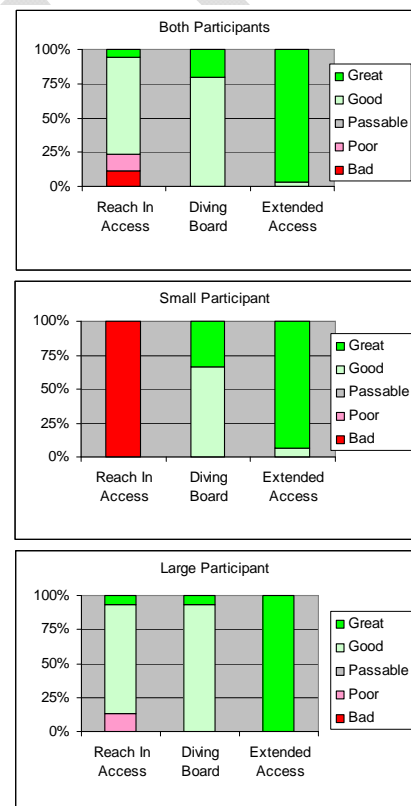 Both Participants
100%
75%
50%
25%
0%
Reach In Access
Diving Board
Extended Access
Great
Good
Passable
Poor
Bad
Small Participant
100%
75%
50%
25%
0%
Reach In Access
Diving Board
Extended Access
Great
Good
Passable
Poor
Bad
Large Participant
100%
75%
50%
25%
0%
Reach In Access
Diving Board
Extended Access
Great
Good
Passable
Poor
Bad